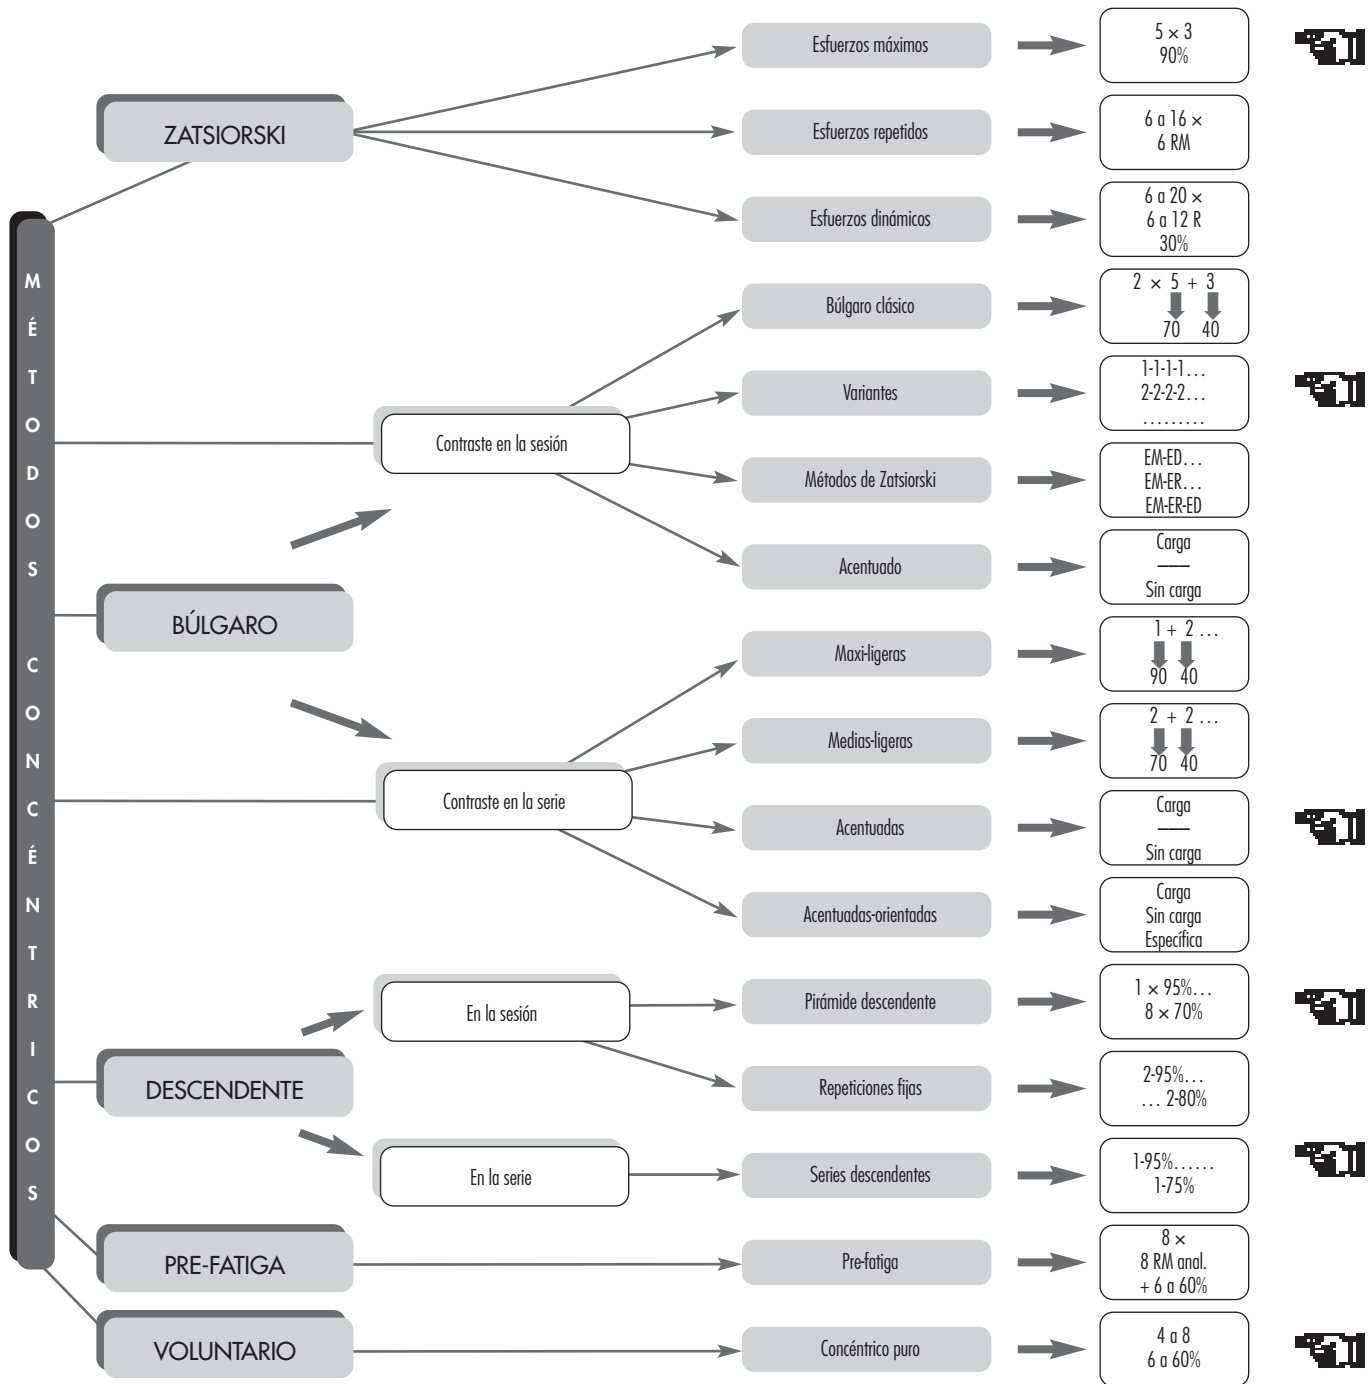 MÉTODOS CONCÉNTRICOS
ZATSIORSKI
Esfuerzos máximos
5 × 3
90%
Esfuerzos repetidos
6 a 16 ×
6 RM
Esfuerzos dinámicos
6 a 20 ×
6 a 12 R
30%
BÚLGARO
Contraste en la sesión
Búlgaro clásico
2 × 5 + 3
70 40
Variantes
1-1-1-1...
2-2-2-2...
.........
Métodos de Zatsiorski
EM-ED...
EM-ER...
EM-ER-ED
Acentuado
Carga
—
Sin carga
Contraste en la serie
Maxi-ligeras
1 + 2 ...
90 40
Medias-ligeras
2 + 2 ...
70 40
Acentuadas
Carga
—
Sin carga
Acentuadas-orientadas
Carga
Sin carga
Específica
DESCENDENTE
En la sesión
Pirámide descendente
1 × 95%...
8 × 70%
Repeticiones fijas
2-95%...
... 2-80%
En la serie
Series descendentes
1-95%......
1-75%
PRE-FATIGA
Pre-fatiga
8 ×
8 RM anal.
+ 6 a 60%
VOLUNTARIO
Concéntrico puro
4 a 8
6 a 60%